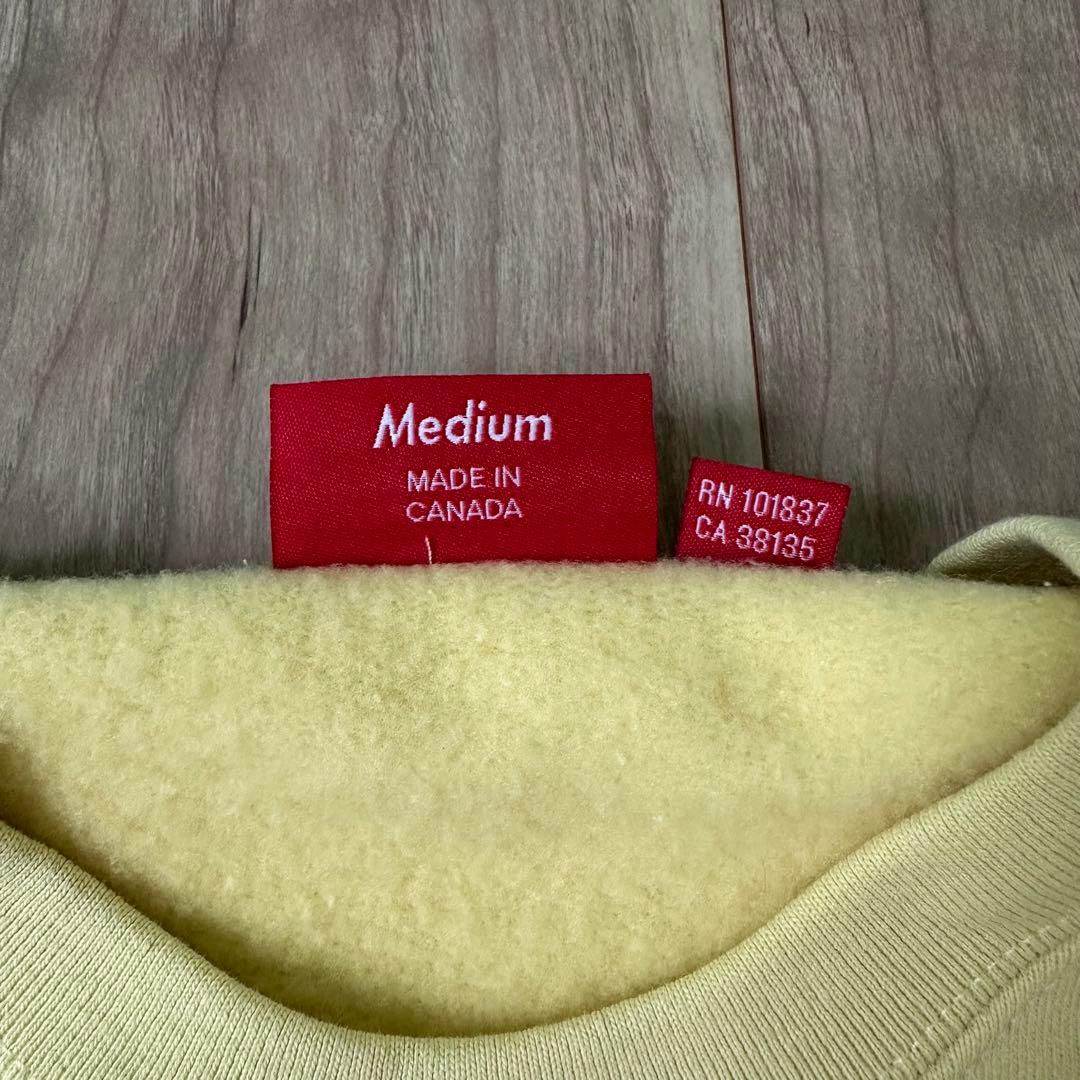 Medium
MADE IN
CANADA
RN 101837
CA 38135